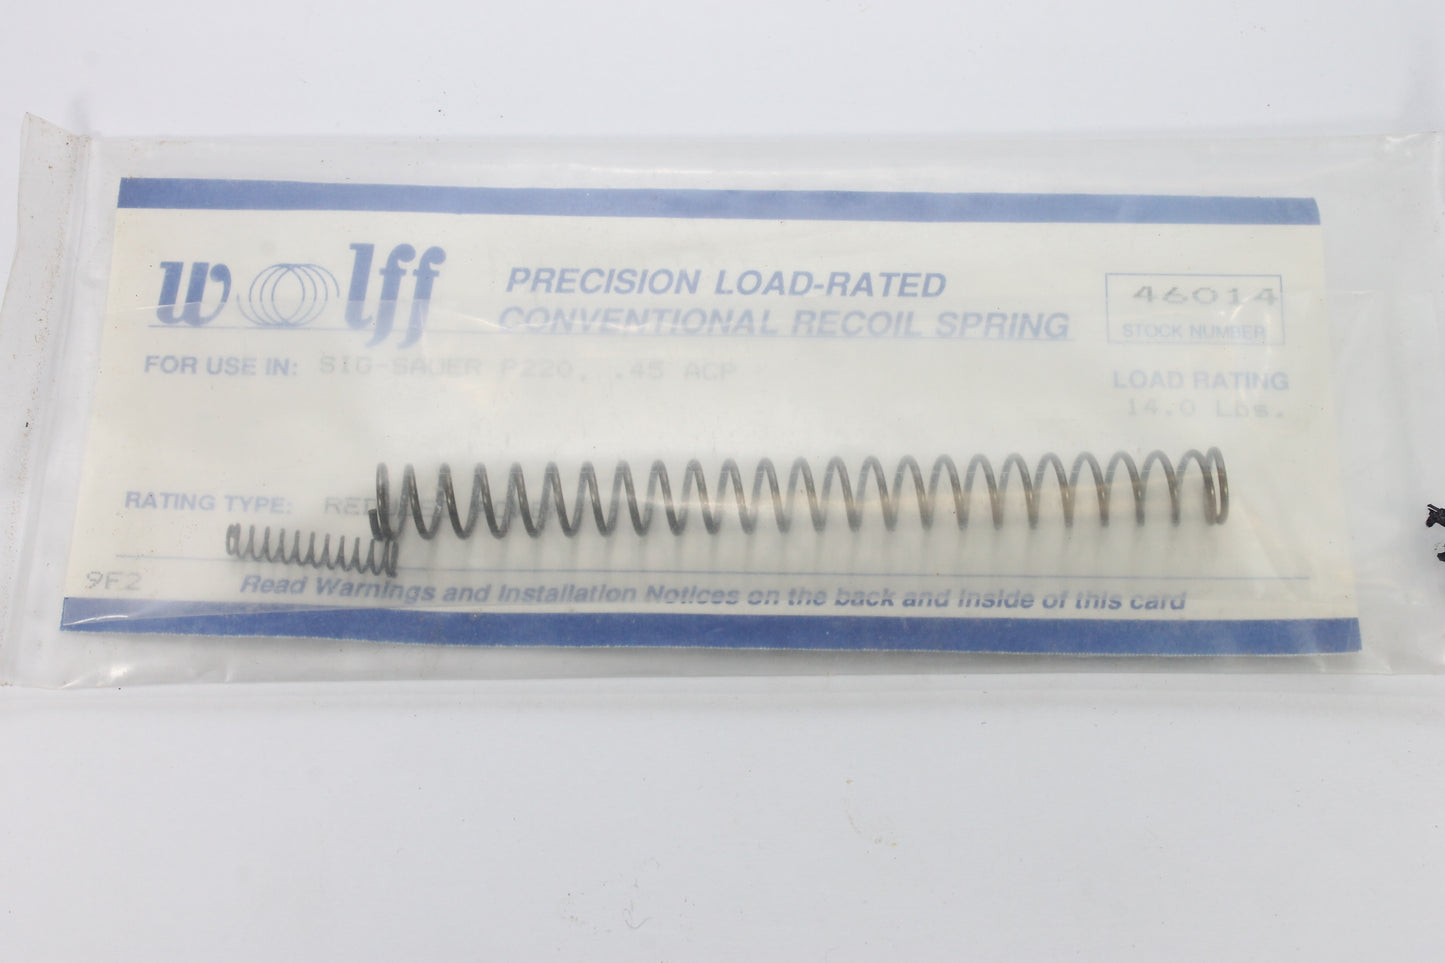 wolff
PRECISION LOAD-RATED
CONVENTIONAL RECOIL SPRING
46014
STOCK NUMBER
FOR USE IN: SIG-SAUER P220, .45 ACP
LOAD RATING
14.0 Lbs.
RATING TYPE:
9F2
Read Warnings and Installation Notices on the back and inside of this card